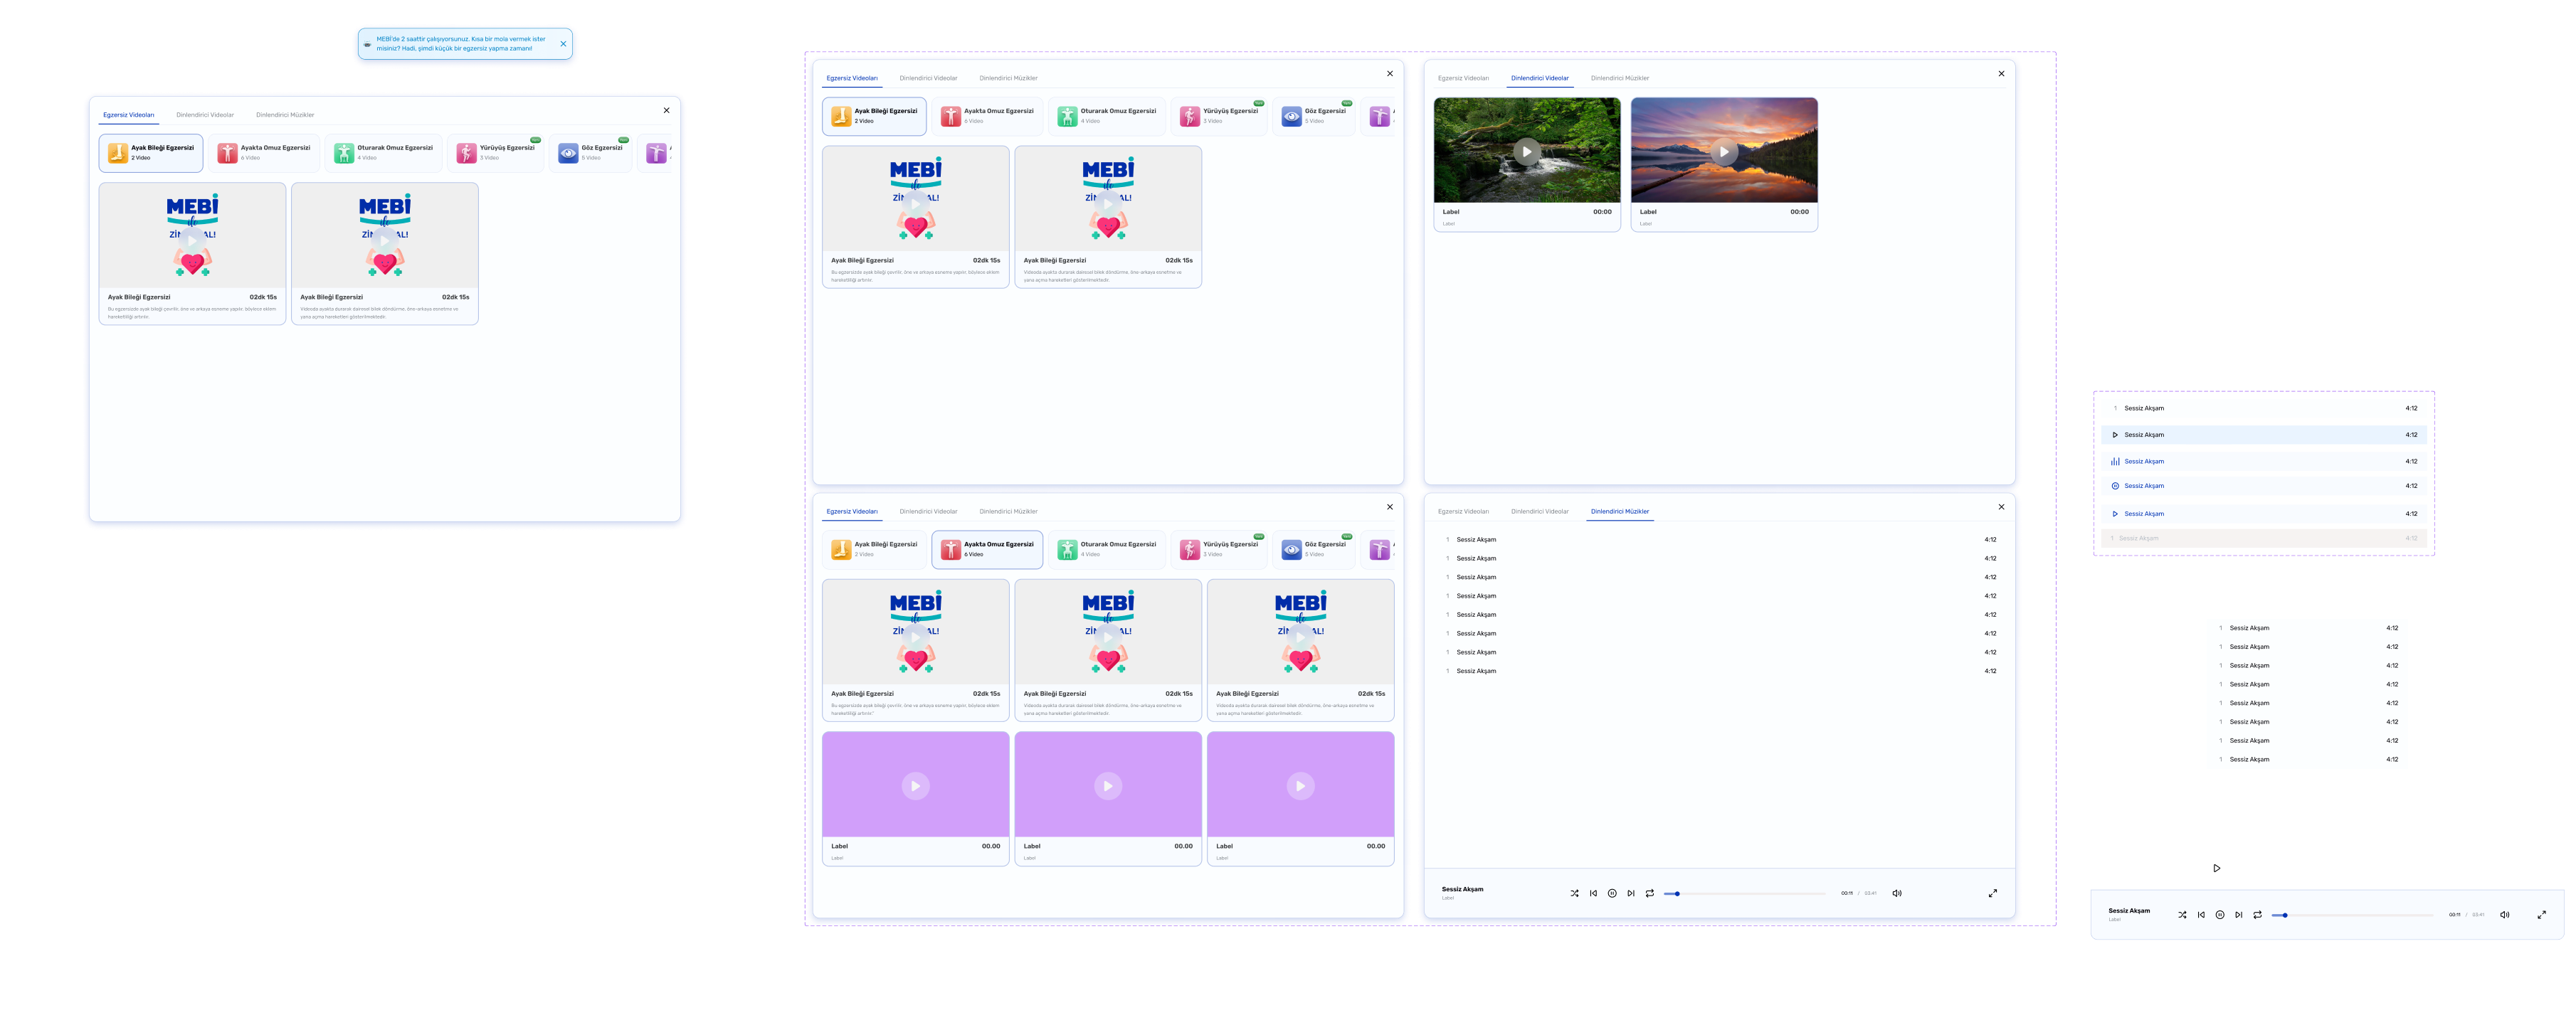 MEBİ'de 2 saattir çalışıyorsunuz. Kısa bir mola vermek ister
misiniz? Hadi, şimdi küçük bir egzersiz yapma zamanı!
Egzersiz Videoları Dinlendirici Videolar Dinlendirici Müzikler
Ayak Bileği Egzersizi
2 Video
Ayakta Omuz Egzersizi
6 Video
Oturarak Omuz Egzersizi
4 Video
Yürüyüş Egzersizi
3 Video
Göz Egzersizi
5 Video
MEBİ
ile
MEBİ
ile
Ayak Bileği Egzersizi 02dk 15s
Bu egzersizde ayak bileği çevrilir, öne ve arkaya esneme yapılır, böylece eklem
hareketliliği artırılır.
Ayak Bileği Egzersizi 02dk 15s
Videoda ayakta durarak dairesel bilek döndürme, öne-arkaya esnetme ve
yana açma hareketleri gösterilmektedir.
Egzersiz Videoları Dinlendirici Videolar Dinlendirici Müzikler
Ayak Bileği Egzersizi
2 Video
Ayakta Omuz Egzersizi
6 Video
Oturarak Omuz Egzersizi
4 Video
Yürüyüş Egzersizi
3 Video
Göz Egzersizi
5 Video
MEBİ
ile
MEBİ
ile
Ayak Bileği Egzersizi 02dk 15s
Bu egzersizde ayak bileği çevrilir, öne ve arkaya esneme yapılır, böylece eklem
hareketliliği artırılır.
Ayak Bileği Egzersizi 02dk 15s
Videoda ayakta durarak dairesel bilek döndürme, öne-arkaya esnetme ve
yana açma hareketleri gösterilmektedir.
Egzersiz Videoları Dinlendirici Videolar Dinlendirici Müzikler
Label 00:00
Label
Label 00:00
Label
Egzersiz Videoları Dinlendirici Videolar Dinlendirici Müzikler
Ayak Bileği Egzersizi
2 Video
Ayakta Omuz Egzersizi
6 Video
Oturarak Omuz Egzersizi
4 Video
Yürüyüş Egzersizi
3 Video
Göz Egzersizi
5 Video
MEBİ
ile
MEBİ
ile
MEBİ
ile
Ayak Bileği Egzersizi 02dk 15s
Bu egzersizde ayak bileği çevrilir, öne ve arkaya esneme yapılır, böylece eklem
hareketliliği artırılır."
Ayak Bileği Egzersizi 02dk 15s
Videoda ayakta durarak dairesel bilek döndürme, öne-arkaya esnetme ve
yana açma hareketleri gösterilmektedir.
Ayak Bileği Egzersizi 02dk 15s
Videoda ayakta durarak dairesel bilek döndürme, öne-arkaya esnetme ve
yana açma hareketleri gösterilmektedir.
Label 00.00
Label
Label 00.00
Label
Label 00.00
Label
Egzersiz Videoları Dinlendirici Videolar Dinlendirici Müzikler
1 Sessiz Akşam 4:12
1 Sessiz Akşam 4:12
1 Sessiz Akşam 4:12
1 Sessiz Akşam 4:12
1 Sessiz Akşam 4:12
1 Sessiz Akşam 4:12
1 Sessiz Akşam 4:12
1 Sessiz Akşam 4:12
Sessiz Akşam
Label
00:11 / 03:41
1 Sessiz Akşam 4:12
Sessiz Akşam 4:12
Sessiz Akşam 4:12
Sessiz Akşam 4:12
Sessiz Akşam 4:12
1 Sessiz Akşam 4:12
1 Sessiz Akşam 4:12
1 Sessiz Akşam 4:12
1 Sessiz Akşam 4:12
1 Sessiz Akşam 4:12
1 Sessiz Akşam 4:12
1 Sessiz Akşam 4:12
1 Sessiz Akşam 4:12
1 Sessiz Akşam 4:12
Sessiz Akşam
Label
00:11 / 03:41